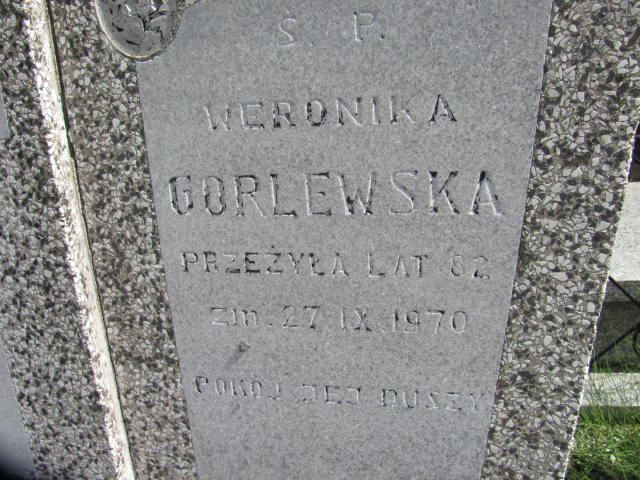 Ś. P.
WERONIKA
GORLEWSKA
PRZEŻYŁA LAT 82
zm. 27 IX 1970
POKÓJ JEJ DUSZY